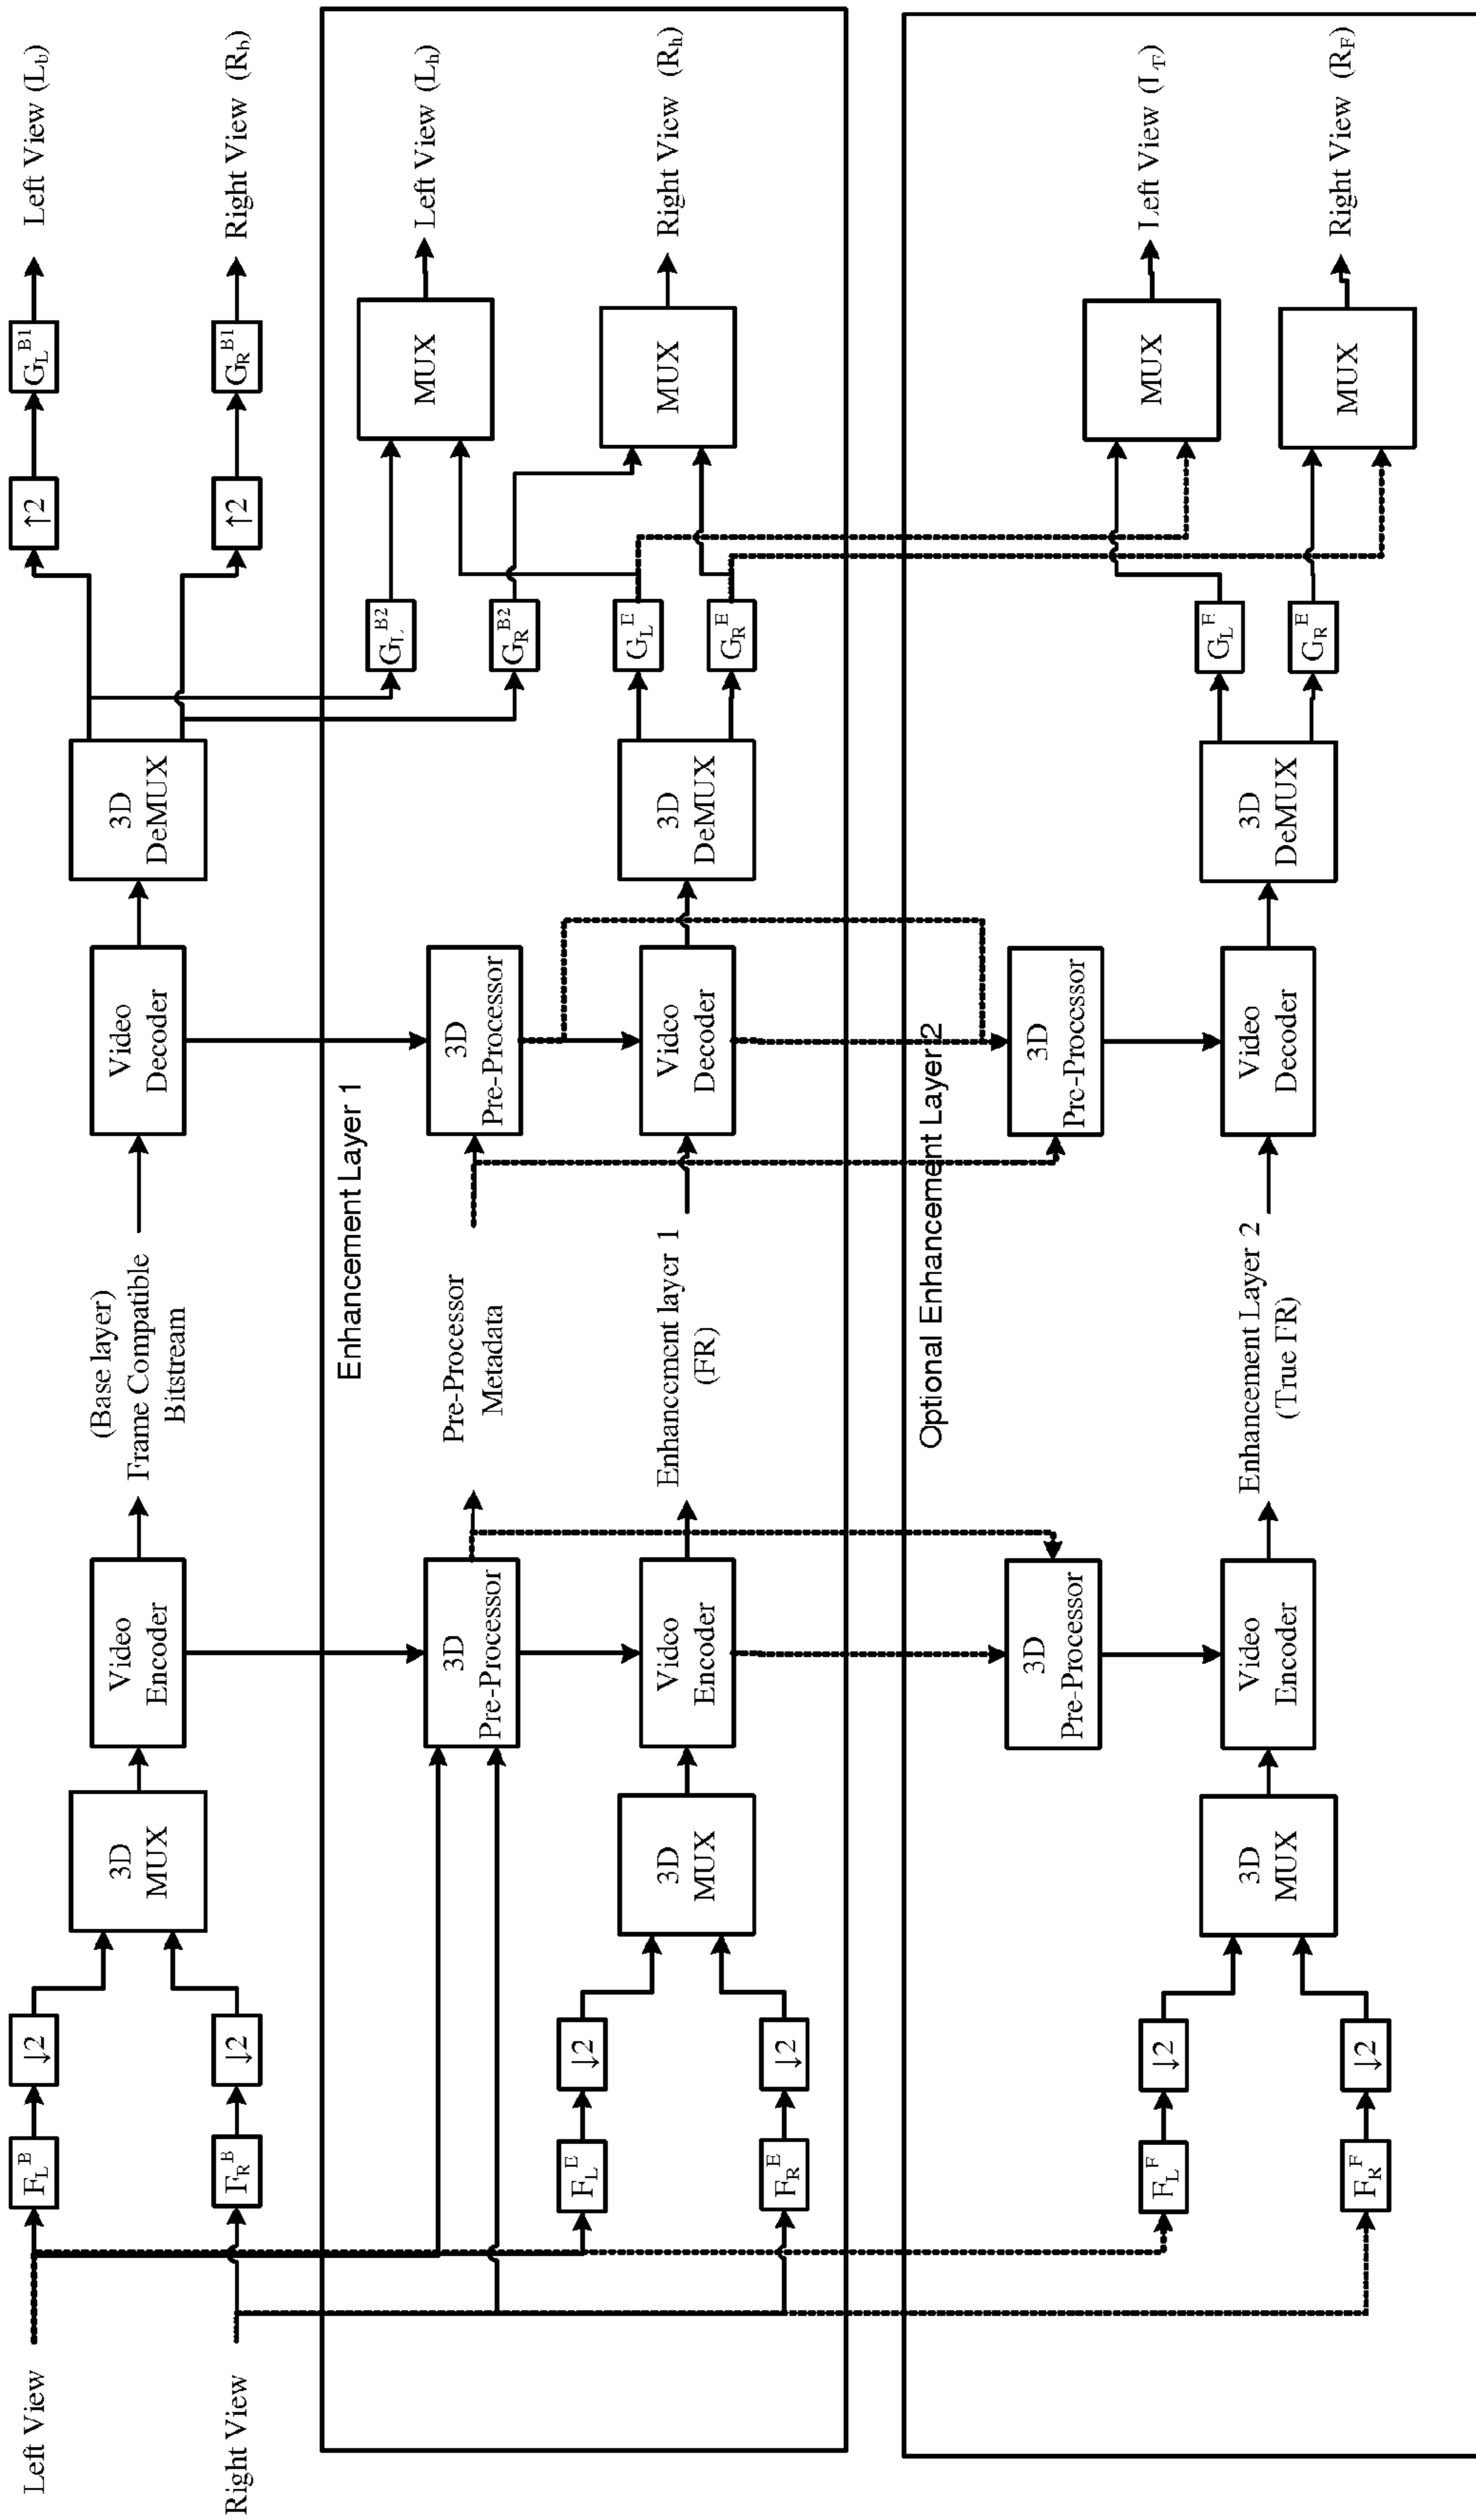 Left View
F_L^B
↓2
↑2
G_L^B1
Left View (L_b)
Right View
F_R^B
↓2
↑2
G_R^B1
Right View (R_b)
3D
MUX
Video
Encoder
(Base layer)
Frame Compatible
Bitstream
Video
Decoder
3D
DeMUX
Enhancement Layer 1
3D
Pre-Processor
Pre-Processor
Metadata
3D
Pre-Processor
G_L^B2
G_R^B2
MUX
Left View (L_h)
F_L^E
↓2
F_R^E
↓2
3D
MUX
Video
Encoder
Enhancement layer 1
(FR)
Video
Decoder
3D
DeMUX
G_L^E
G_R^E
MUX
Right View (R_h)
Optional Enhancement Layer 2
3D
Pre-Processor
3D
Pre-Processor
F_L^F
↓2
F_R^F
↓2
3D
MUX
Video
Encoder
Enhancement Layer 2
(True FR)
Video
Decoder
3D
DeMUX
G_L^E
G_R^E
MUX
Left View
MUX
Right View (R_F)